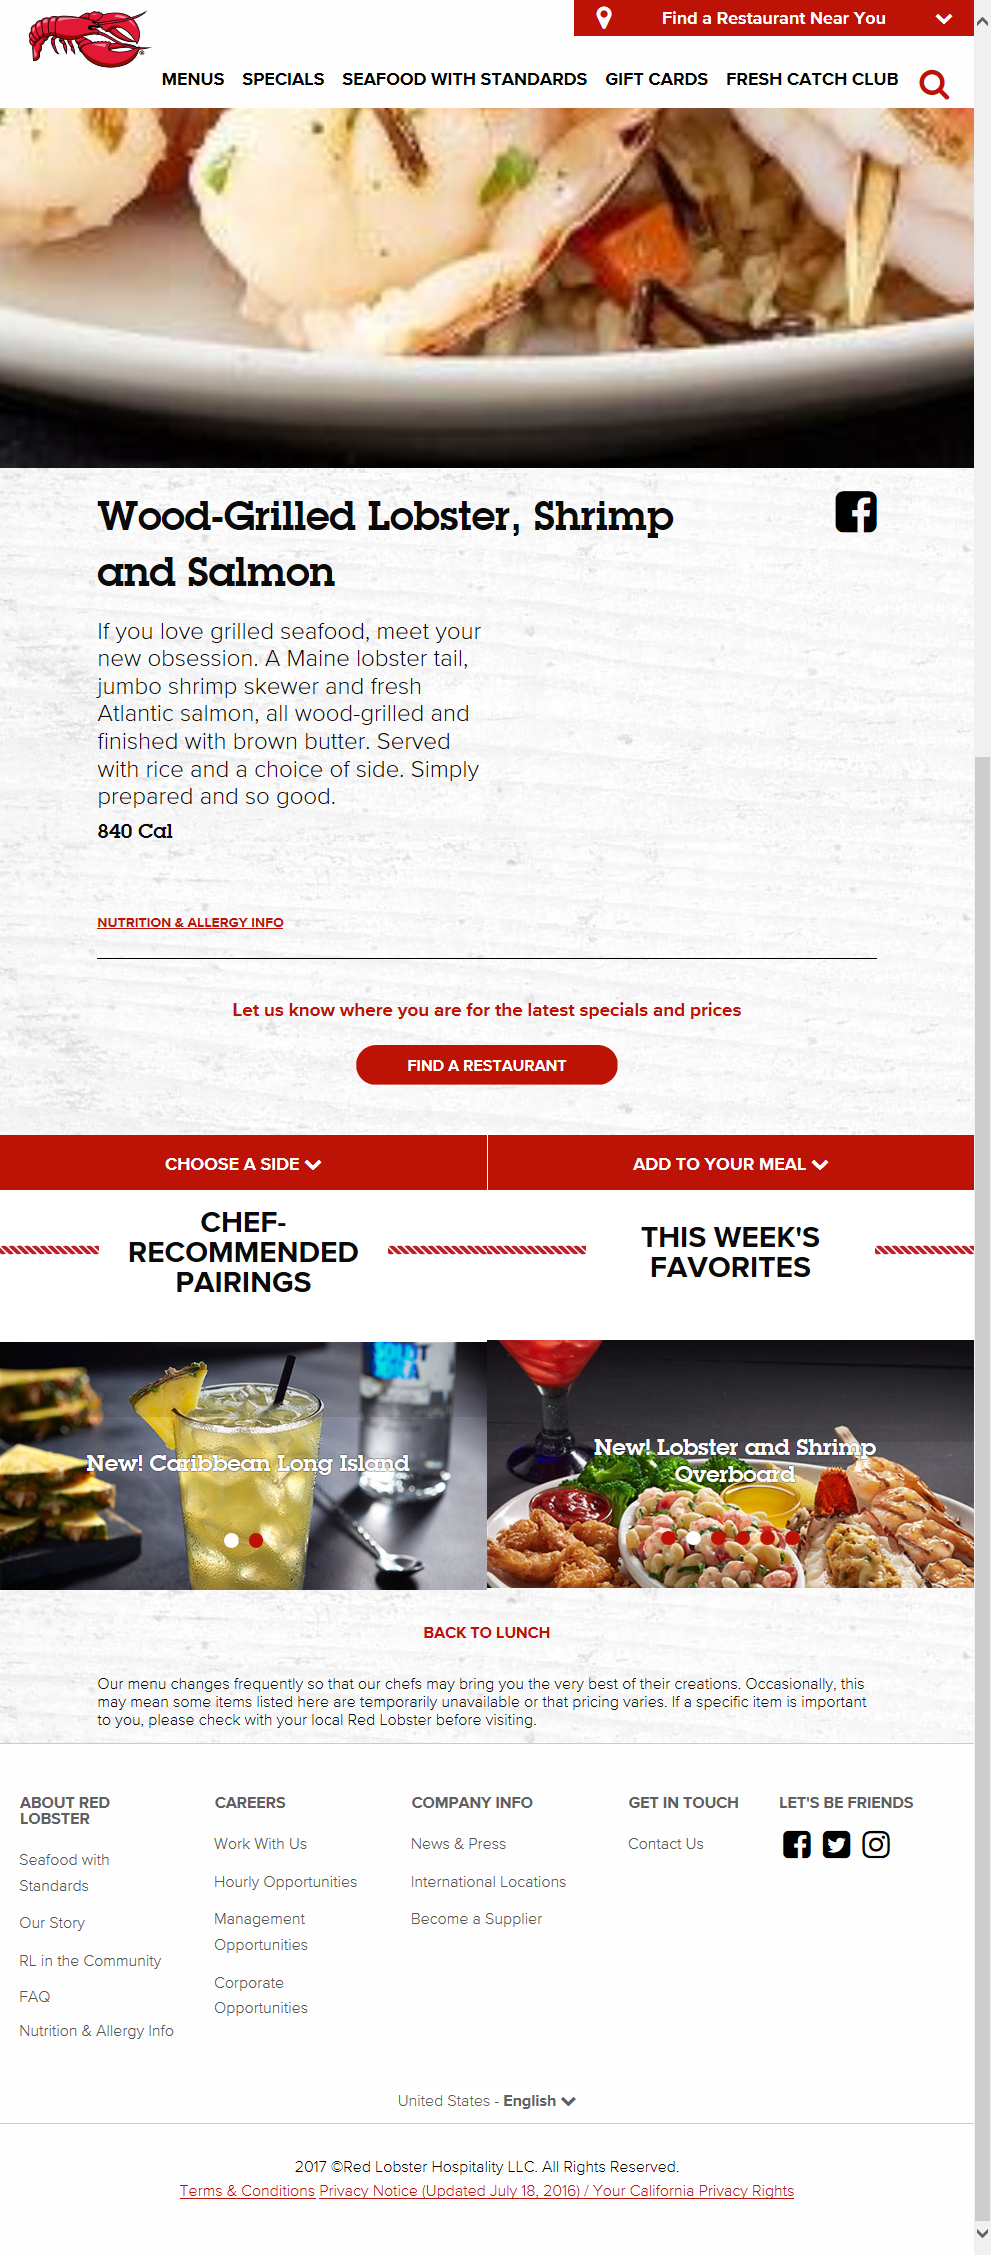 Find a Restaurant Near You
MENUS SPECIALS SEAFOOD WITH STANDARDS GIFT CARDS FRESH CATCH CLUB
Wood-Grilled Lobster, Shrimp
and Salmon
If you love grilled seafood, meet your
new obsession. A Maine lobster tail,
jumbo shrimp skewer and fresh
Atlantic salmon, all wood-grilled and
finished with brown butter. Served
with rice and a choice of side. Simply
prepared and so good.
840 Cal
NUTRITION & ALLERGY INFO
Let us know where you are for the latest specials and prices
FIND A RESTAURANT
CHOOSE A SIDE
ADD TO YOUR MEAL
CHEF-
RECOMMENDED
PAIRINGS
THIS WEEK'S
FAVORITES
New! Caribbean Long Island
New! Lobster and Shrimp
Overboard
BACK TO LUNCH
Our menu changes frequently so that our chefs may bring you the very best of their creations. Occasionally, this
may mean some items listed here are temporarily unavailable or that pricing varies. If a specific item is important
to you, please check with your local Red Lobster before visiting.
ABOUT RED
LOBSTER
Seafood with
Standards
Our Story
RL in the Community
FAQ
Nutrition & Allergy Info
CAREERS
Work With Us
Hourly Opportunities
Management
Opportunities
Corporate
Opportunities
COMPANY INFO
News & Press
International Locations
Become a Supplier
GET IN TOUCH
Contact Us
LET'S BE FRIENDS
United States - English
2017 ©Red Lobster Hospitality LLC. All Rights Reserved.
Terms & Conditions Privacy Notice (Updated July 18, 2016) / Your California Privacy Rights